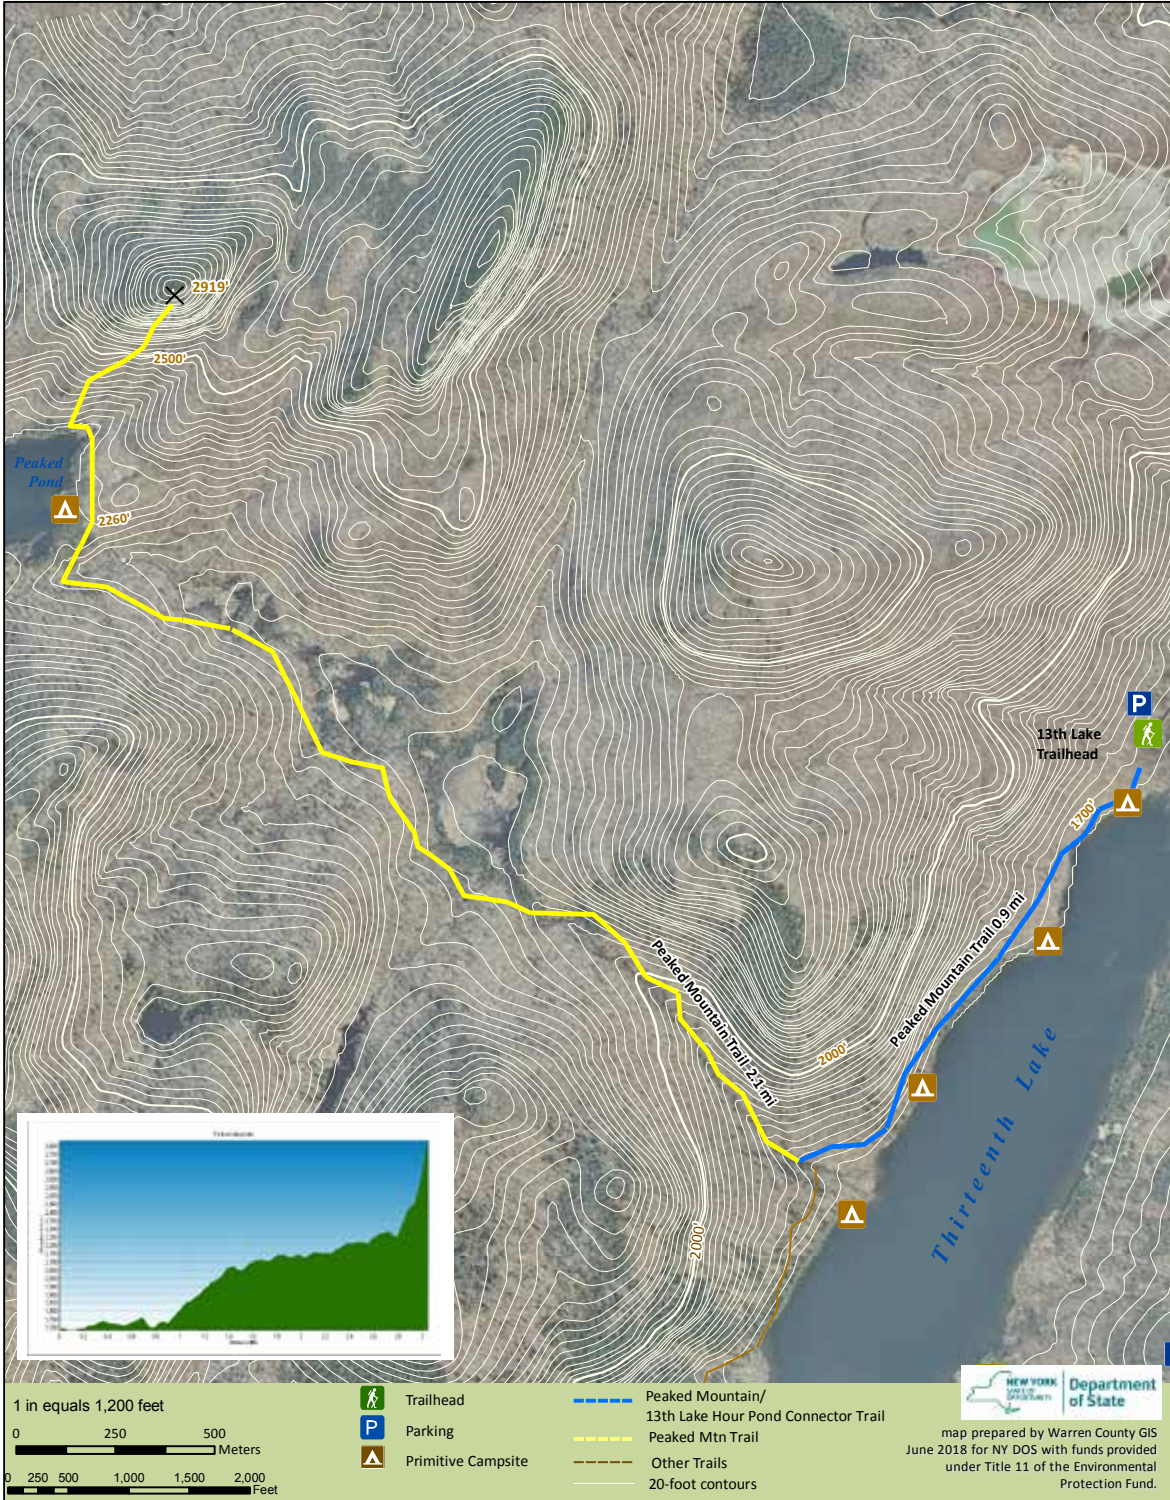 2919'
2500'
Peaked
Pond
2260'
P
13th Lake
Trailhead
1700'
Peaked Mountain Trail 0.9 mi
Peaked Mountain Trail 2.1 mi
2000'
Thirteenth Lake
2000'
1 in equals 1,200 feet
0 250 500
Meters
0 250 500 1,000 1,500 2,000
Feet
Trailhead
P Parking
Primitive Campsite
Peaked Mountain/
13th Lake Hour Pond Connector Trail
Peaked Mtn Trail
Other Trails
20-foot contours
NEW YORK
STATE OF
OPPORTUNITY
Department
of State
map prepared by Warren County GIS
June 2018 for NY DOS with funds provided
under Title 11 of the Environmental
Protection Fund.